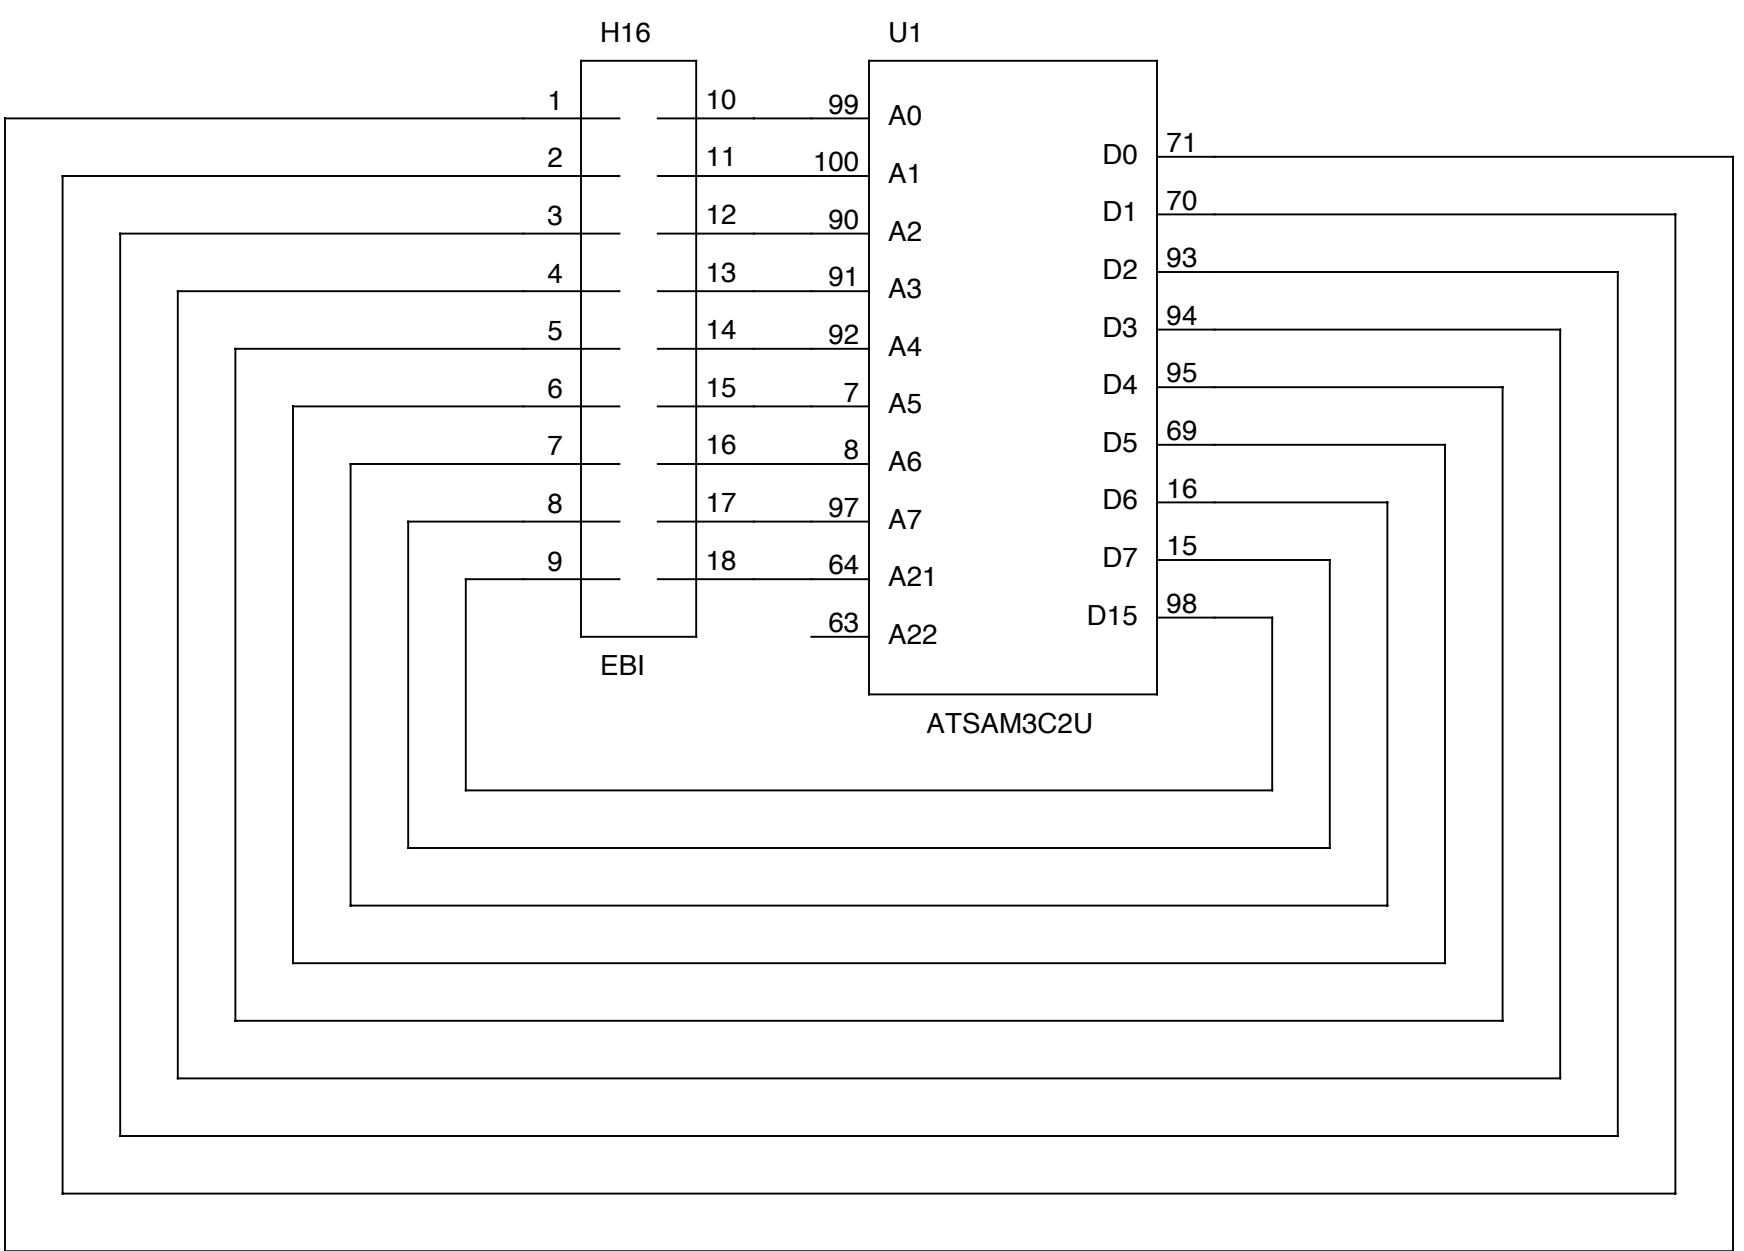 H16 U1
1 10 99 A0
D0 71
2 11 100 A1
D1 70
3 12 90 A2
D2 93
4 13 91 A3
D3 94
5 14 92 A4
D4 95
6 15 7 A5
D5 69
7 16 8 A6
D6 16
8 17 97 A7
D7 15
9 18 64 A21
D15 98
63 A22
EBI
ATSAM3C2U